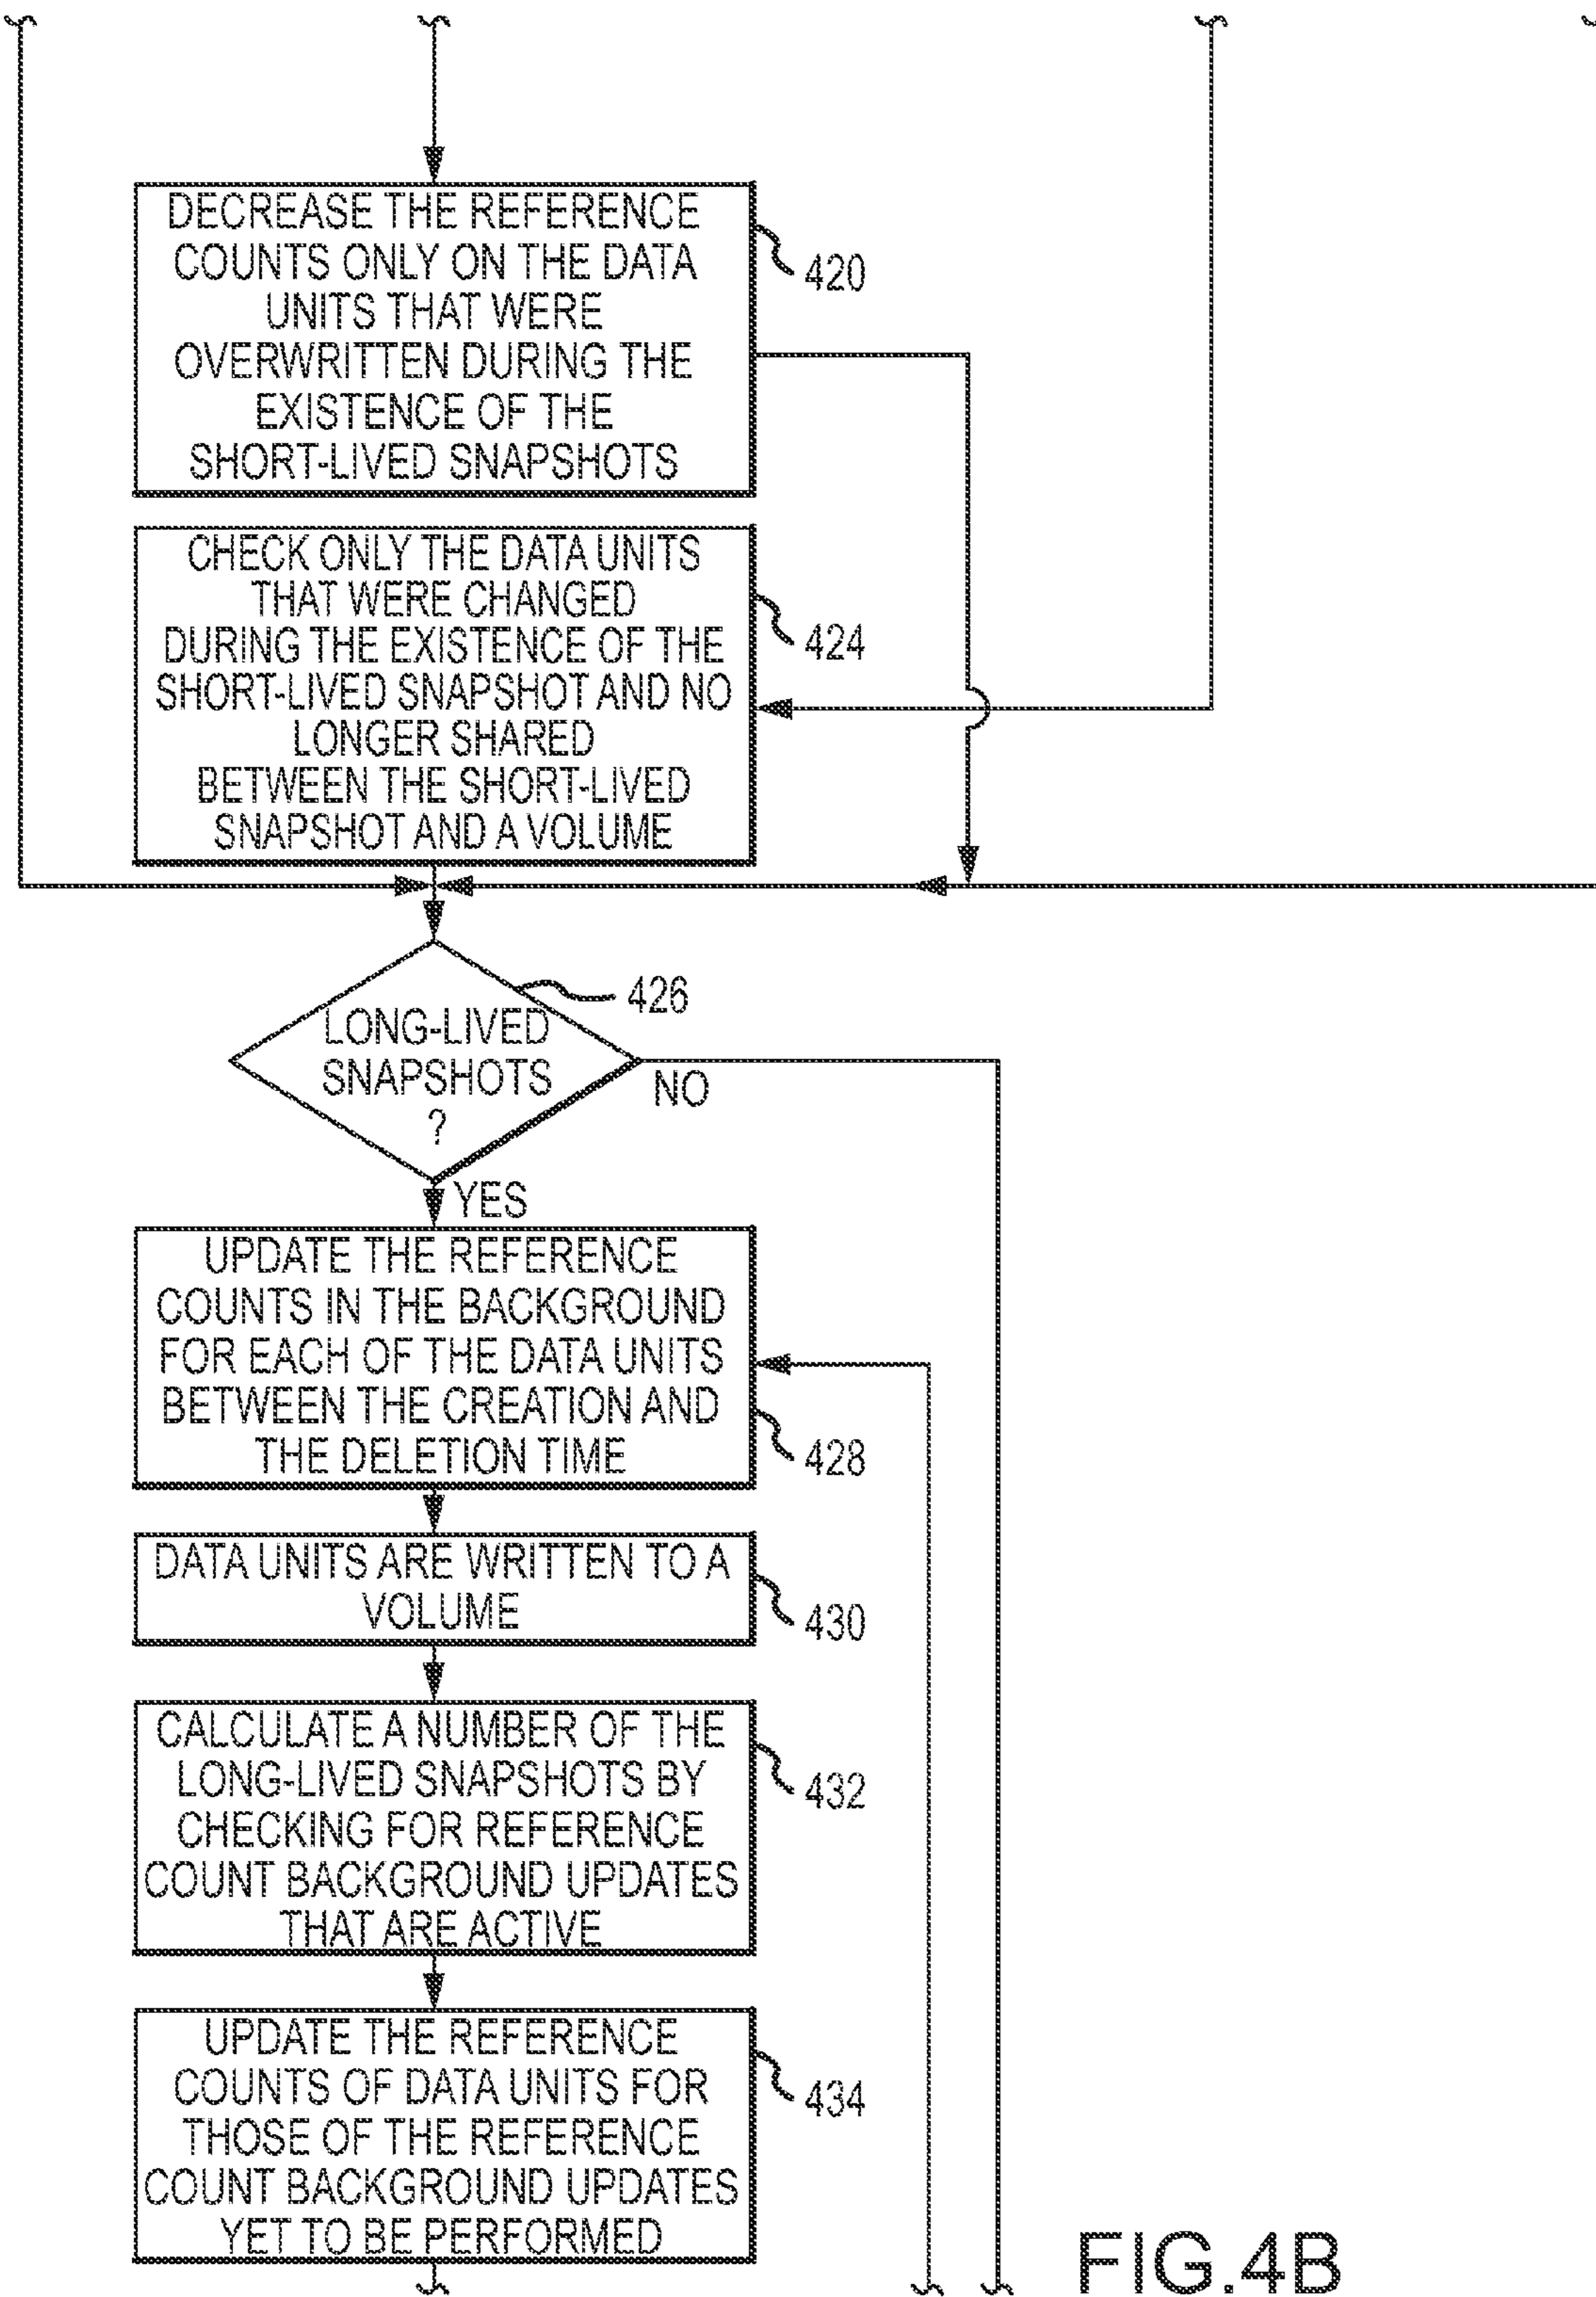 DECREASE THE REFERENCE
COUNTS ONLY ON THE DATA
UNITS THAT WERE
OVERWRITTEN DURING THE
EXISTENCE OF THE
SHORT-LIVED SNAPSHOTS
420
CHECK ONLY THE DATA UNITS
THAT WERE CHANGED
DURING THE EXISTENCE OF THE
SHORT-LIVED SNAPSHOT AND NO
LONGER SHARED
BETWEEN THE SHORT-LIVED
SNAPSHOT AND A VOLUME
424
426
LONG-LIVED
SNAPSHOTS
?
NO
YES
UPDATE THE REFERENCE
COUNTS IN THE BACKGROUND
FOR EACH OF THE DATA UNITS
BETWEEN THE CREATION AND
THE DELETION TIME
428
DATA UNITS ARE WRITTEN TO A
VOLUME
430
CALCULATE A NUMBER OF THE
LONG-LIVED SNAPSHOTS BY
CHECKING FOR REFERENCE
COUNT BACKGROUND UPDATES
THAT ARE ACTIVE
432
UPDATE THE REFERENCE
COUNTS OF DATA UNITS FOR
THOSE OF THE REFERENCE
COUNT BACKGROUND UPDATES
YET TO BE PERFORMED
434
FIG.4B